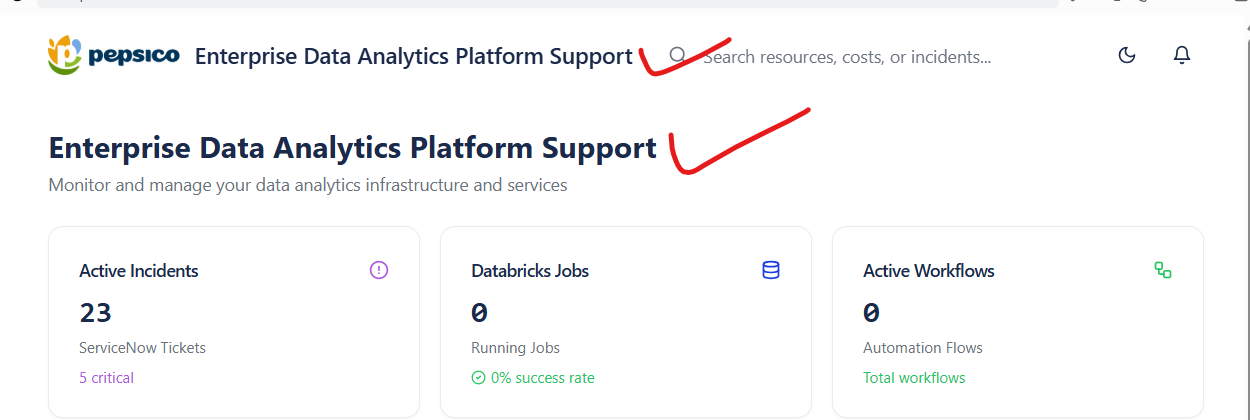 pepsico Enterprise Data Analytics Platform Support Search resources, costs, or incidents...
Enterprise Data Analytics Platform Support
Monitor and manage your data analytics infrastructure and services
Active Incidents
23
ServiceNow Tickets
5 critical
Databricks Jobs
0
Running Jobs
0% success rate
Active Workflows
0
Automation Flows
Total workflows